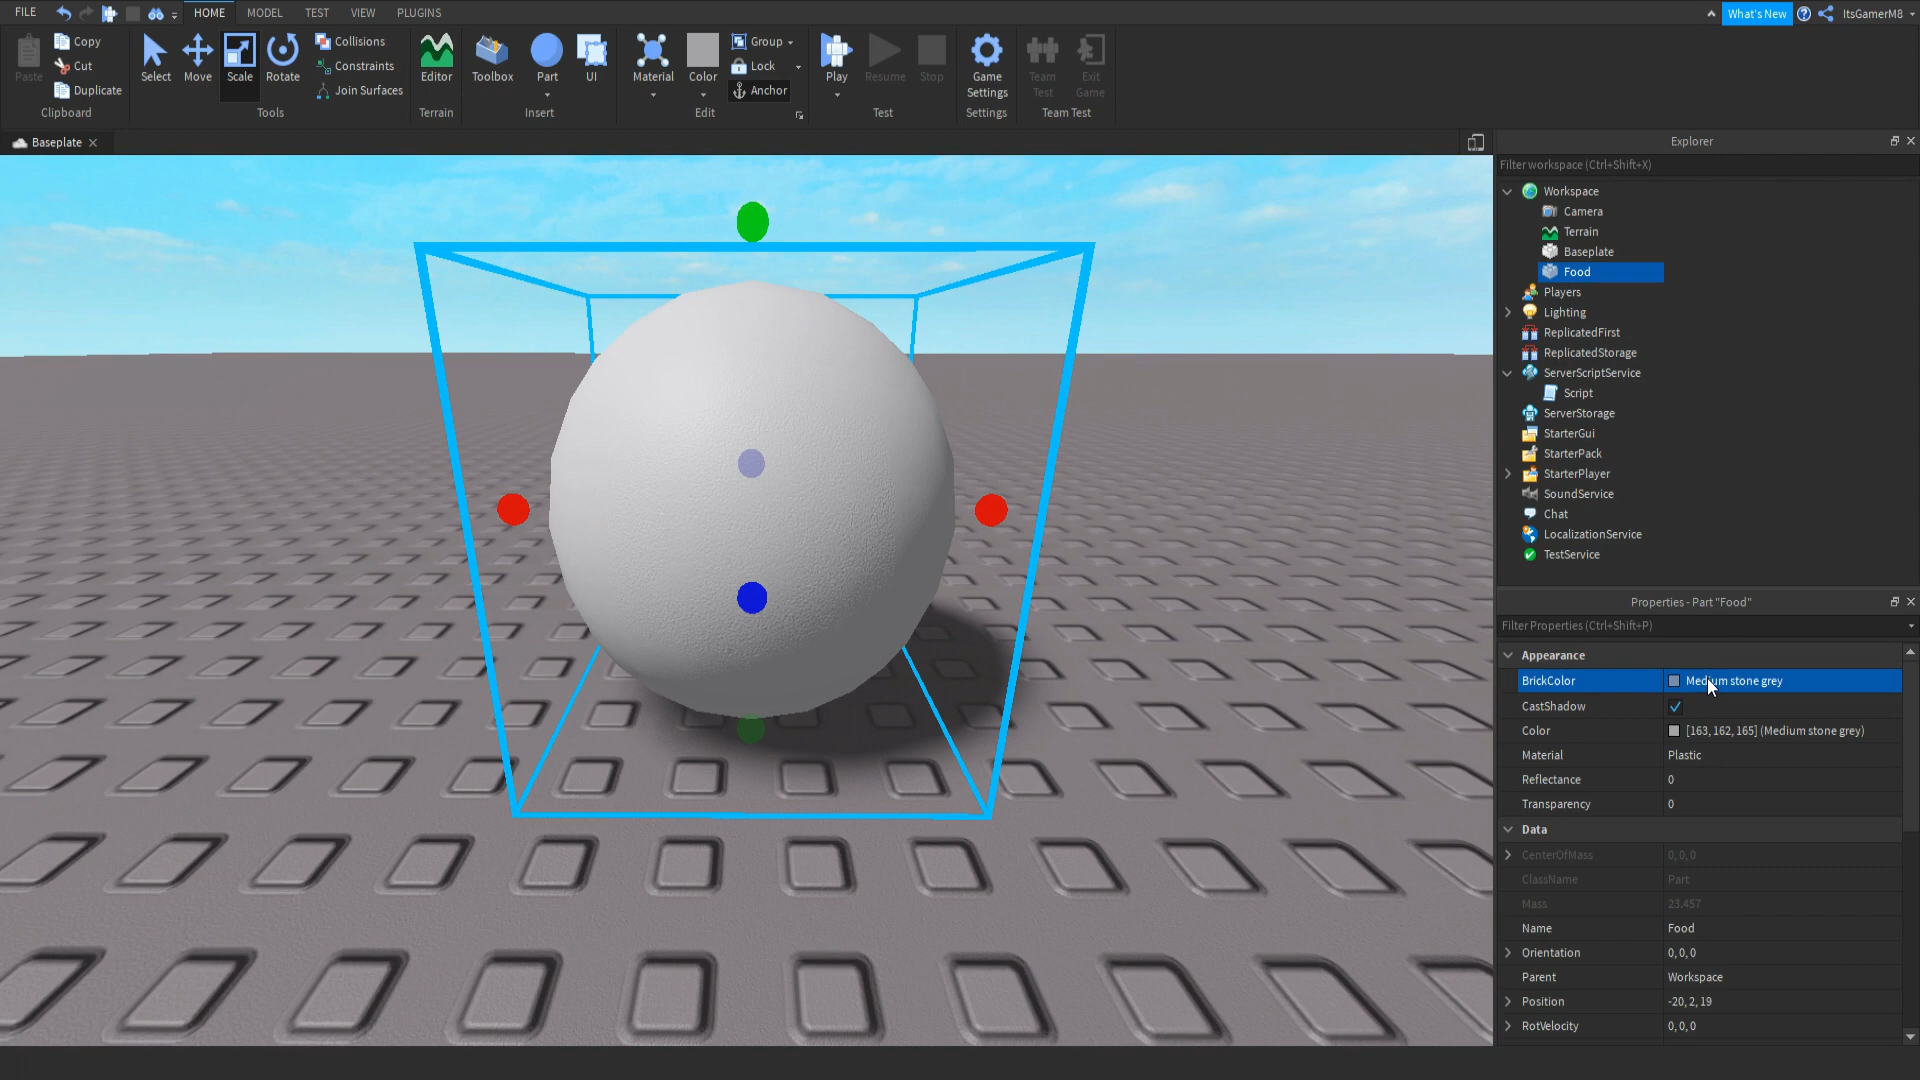 FILE HOME MODEL TEST VIEW PLUGINS What's New ItsGamerM8
Paste
Copy
Cut
Duplicate
Clipboard
Select Move Scale Rotate
Collisions
Constraints
Join Surfaces
Tools
Editor
Terrain
Toolbox Part UI
Insert
Material Color
Group
Lock
Anchor
Edit
Play Resume Stop
Test
Game Settings
Settings
Team Test
Exit Game
Team Test
Baseplate
Explorer
Filter workspace (Ctrl+Shift+X)
Workspace
Camera
Terrain
Baseplate
Food
Players
Lighting
ReplicatedFirst
ReplicatedStorage
ServerScriptService
Script
ServerStorage
StarterGui
StarterPack
StarterPlayer
SoundService
Chat
LocalizationService
TestService
Properties - Part "Food"
Filter Properties (Ctrl+Shift+P)
Appearance
BrickColor Medium stone grey
CastShadow
Color [163, 162, 165] (Medium stone grey)
Material Plastic
Reflectance 0
Transparency 0
Data
CenterOfMass 0, 0, 0
ClassName Part
Mass 23.457
Name Food
Orientation 0, 0, 0
Parent Workspace
Position -20, 2, 19
RotVelocity 0, 0, 0